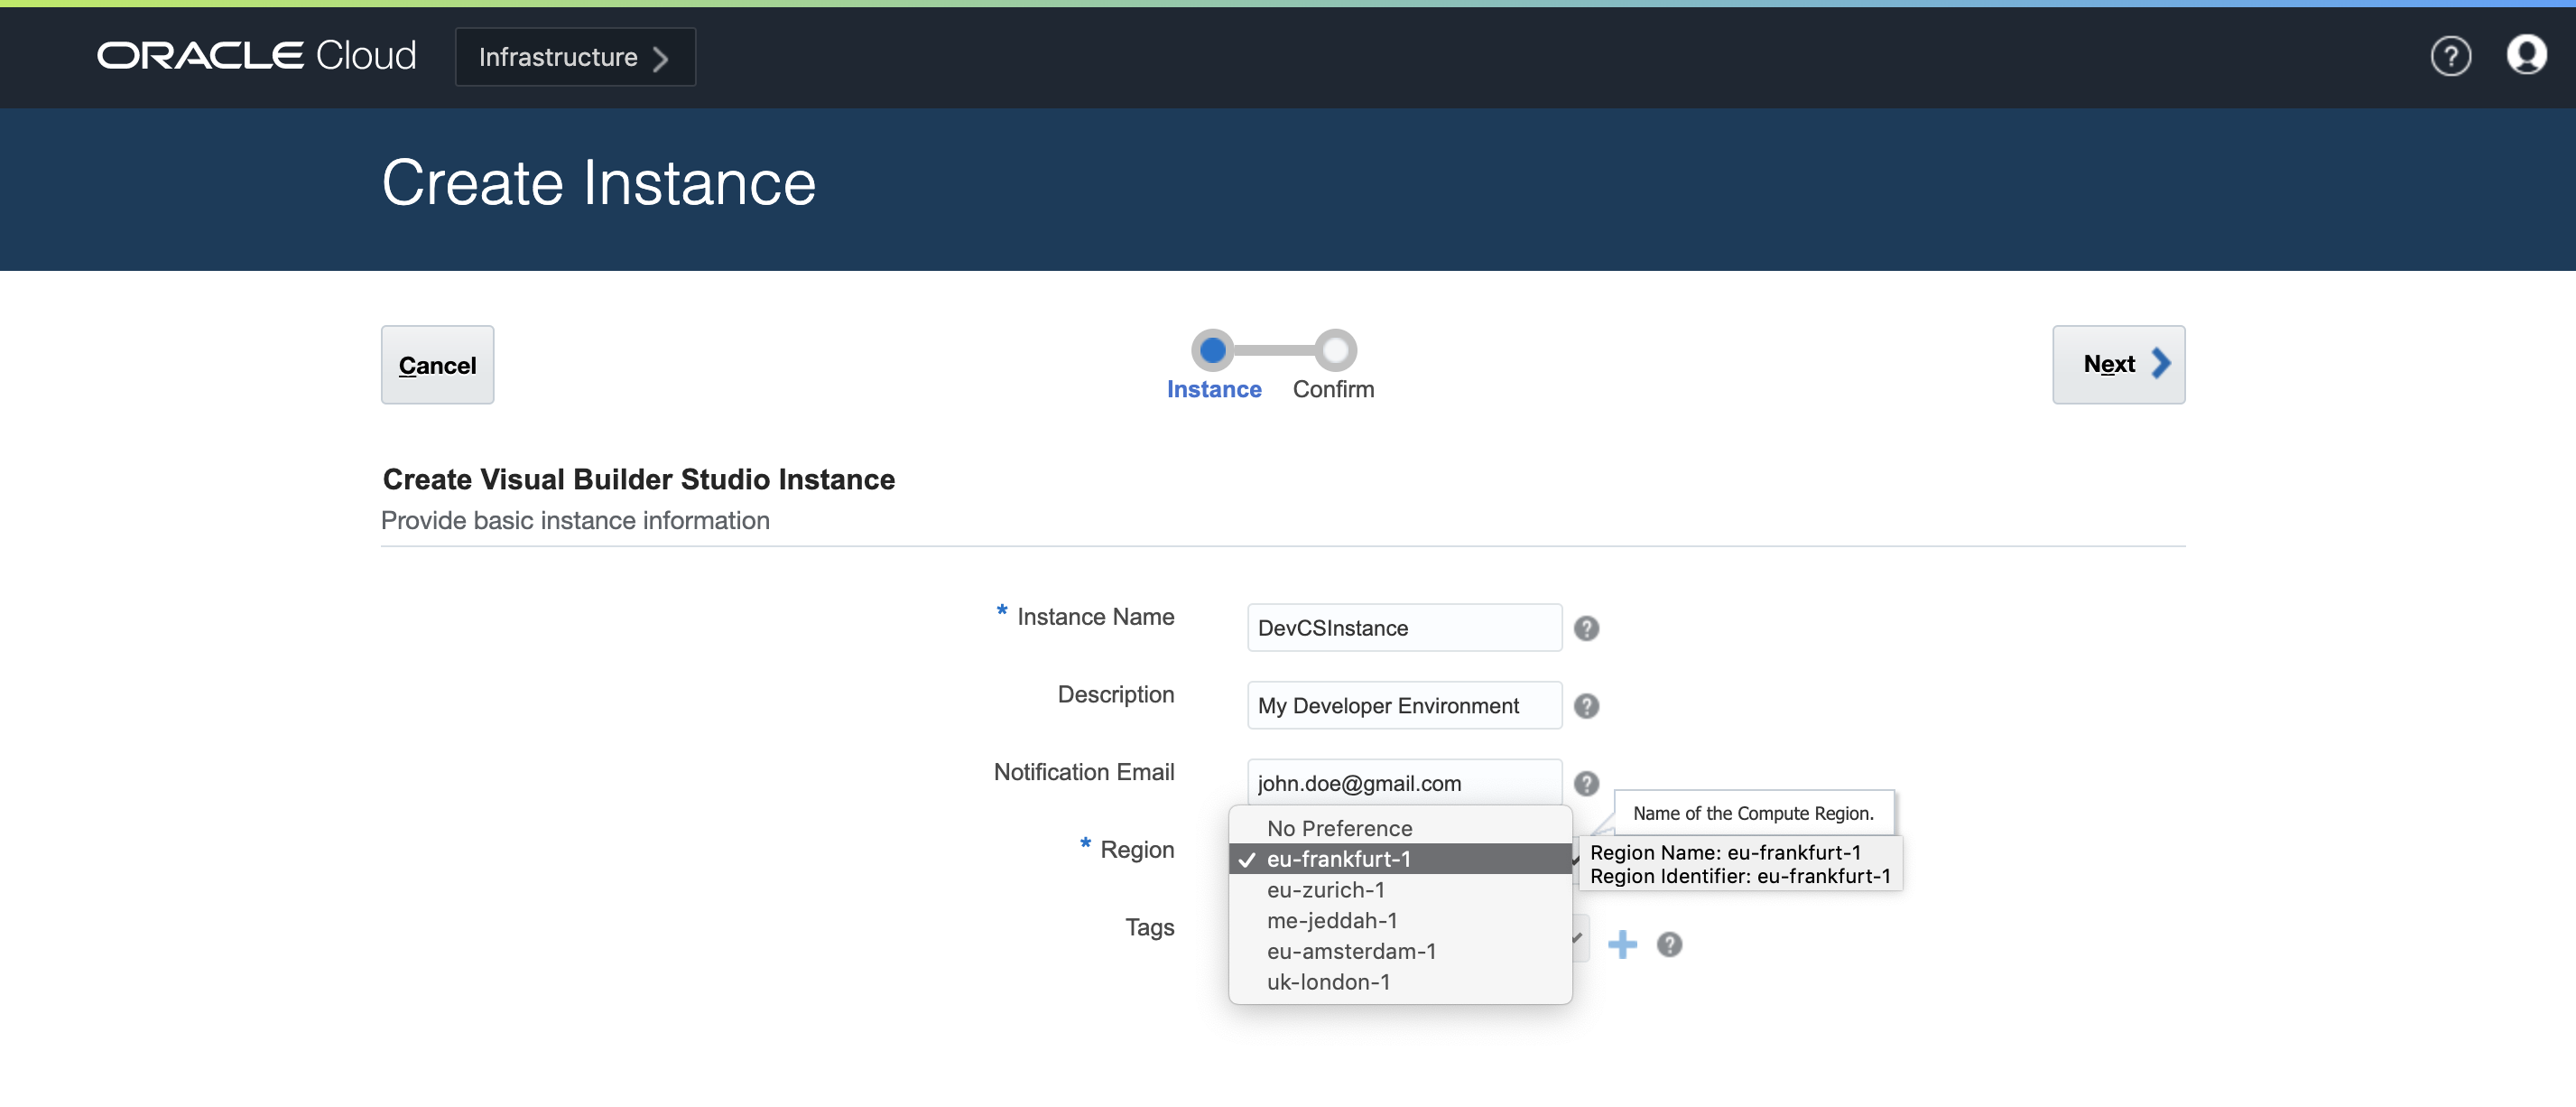 ORACLE Cloud
Infrastructure
?
Create Instance
Cancel
Instance
Confirm
Next
Create Visual Builder Studio Instance
Provide basic instance information
* Instance Name
DevCSInstance
?
Description
My Developer Environment
?
Notification Email
john.doe@gmail.com
?
Name of the Compute Region.
* Region
No Preference
✓ eu-frankfurt-1
eu-zurich-1
me-jeddah-1
eu-amsterdam-1
uk-london-1
Region Name: eu-frankfurt-1
Region Identifier: eu-frankfurt-1
Tags
?